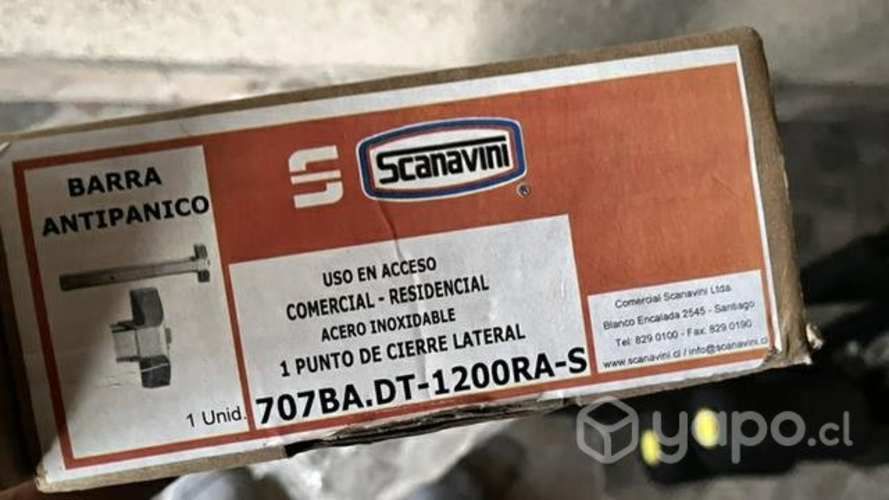 BARRA
ANTIPANICO
1 Unid.
S
Scanavini
®
USO EN ACCESO
COMERCIAL - RESIDENCIAL
ACERO INOXIDABLE
1 PUNTO DE CIERRE LATERAL
707BA.DT-1200RA-S
Comercial Scanavini Ltda.
Blanco Encalada 2545 - Santiago
Tel: 829 0100 - Fax: 829 0190
www.scanavini.cl / info@scanavini.cl
yapo.cl